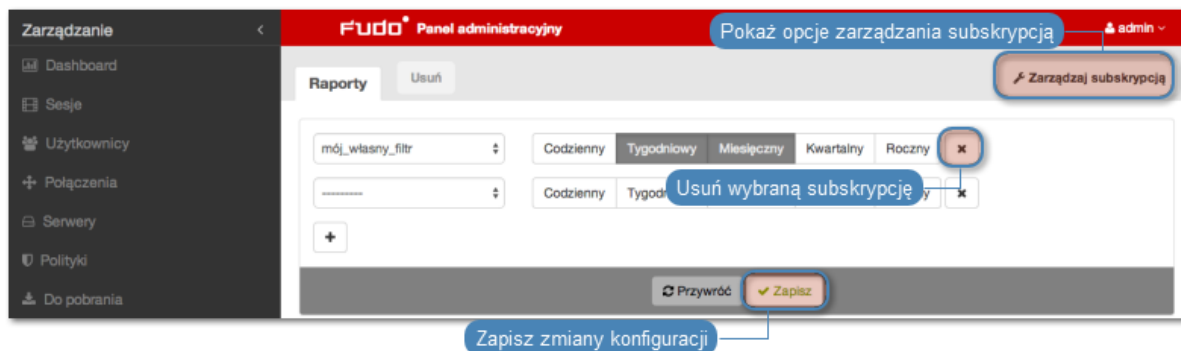 Zarządzanie
FUDO Panel administracyjny
Pokaż opcje zarządzania subskrypcją
admin
Dashboard
Raporty
Usuń
Zarządzaj subskrypcją
Sesje
Użytkownicy
mój_własny_filtr
Codzienny
Tygodniowy
Miesięczny
Kwartalny
Roczny
Połączenia
Usuń wybraną subskrypcję
---------
Codzienny
Serwery
Polityki
Do pobrania
Przywróć
Zapisz
Zapisz zmiany konfiguracji